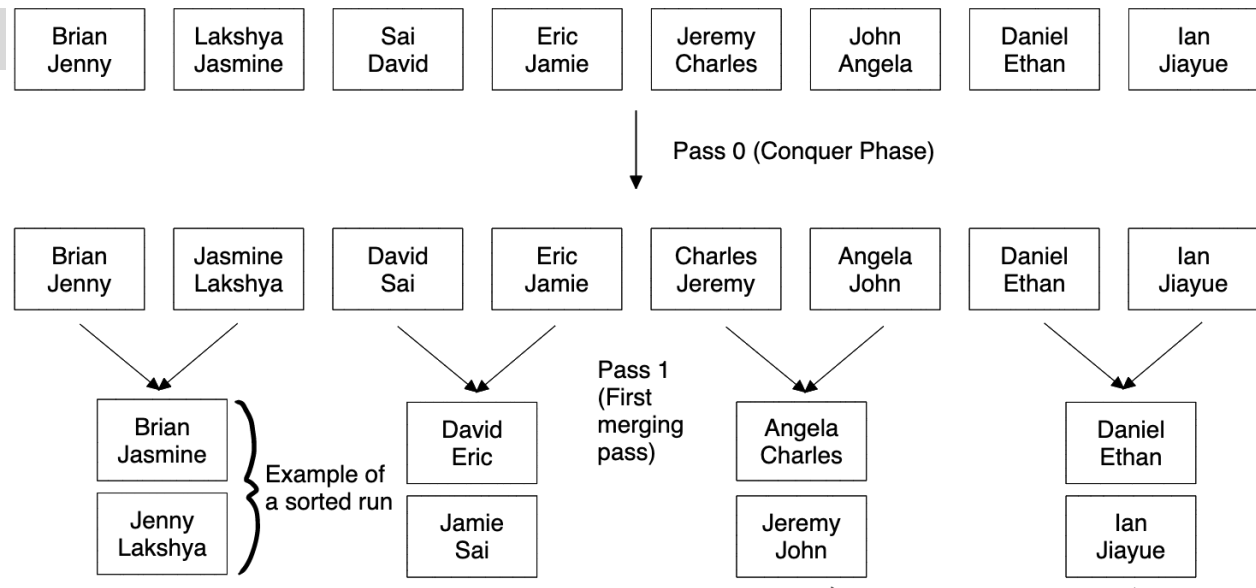 Brian
Jenny
Lakshya
Jasmine
Sai
David
Eric
Jamie
Jeremy
Charles
John
Angela
Daniel
Ethan
Ian
Jiayue
Pass 0 (Conquer Phase)
Brian
Jenny
Jasmine
Lakshya
David
Sai
Eric
Jamie
Charles
Jeremy
Angela
John
Daniel
Ethan
Ian
Jiayue
Pass 1
(First
merging
pass)
Brian
Jasmine
Jenny
Lakshya
Example of
a sorted run
David
Eric
Jamie
Sai
Angela
Charles
Jeremy
John
Daniel
Ethan
Ian
Jiayue